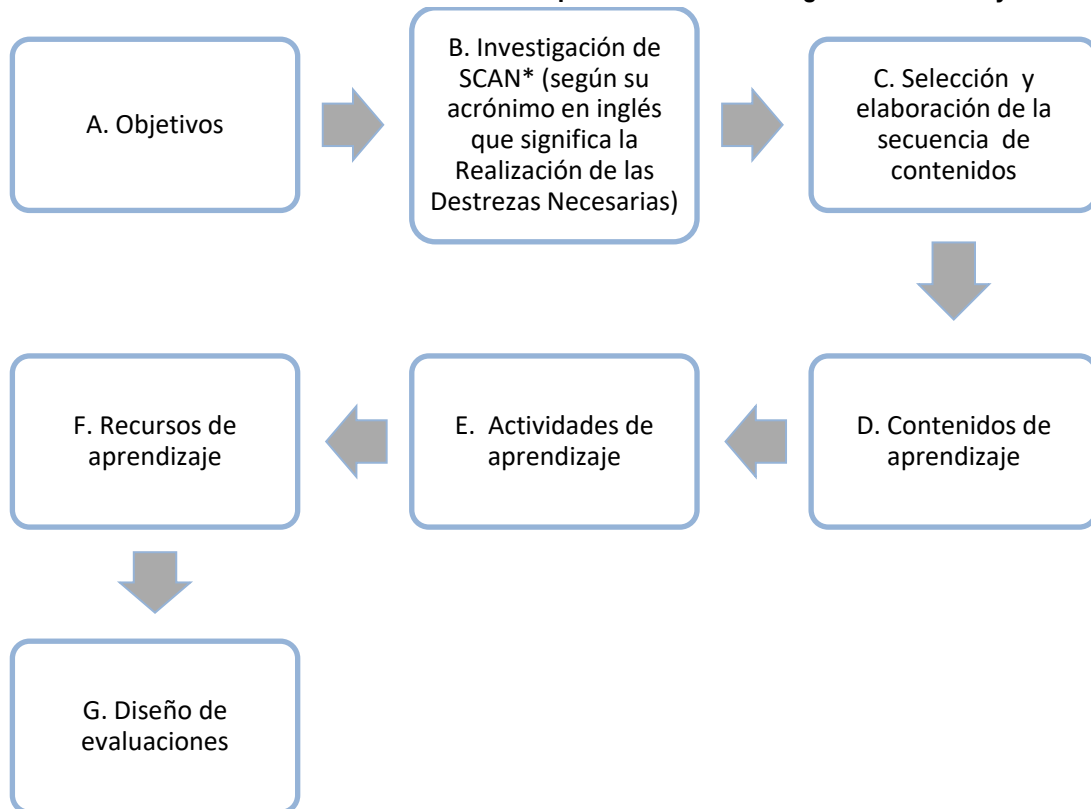 A. Objetivos
B. Investigación de
SCAN* (según su
acrónimo en inglés
que significa la
Realización de las
Destrezas Necesarias)
C. Selección y
elaboración de la
secuencia de
contenidos
D. Contenidos de
aprendizaje
E. Actividades de
aprendizaje
F. Recursos de
aprendizaje
G. Diseño de
evaluaciones